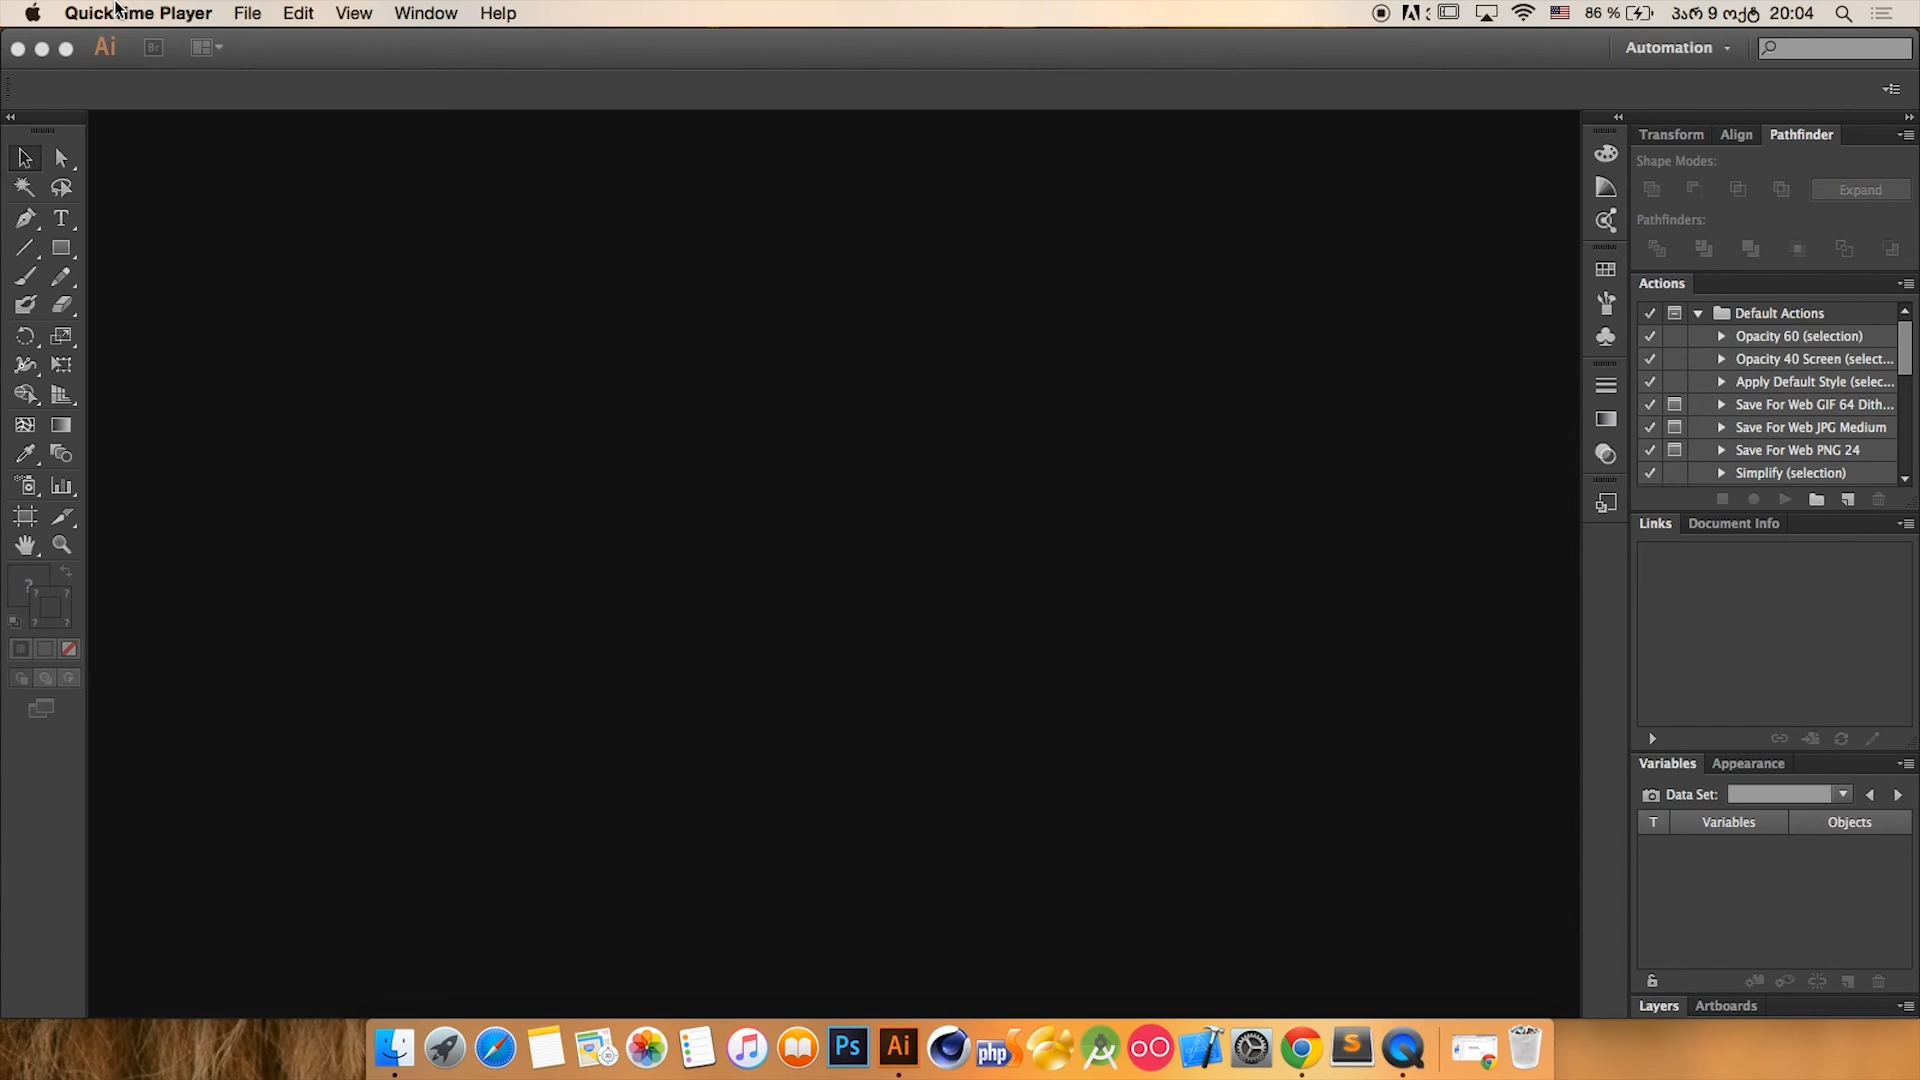 QuickTime Player File Edit View Window Help 86 % პარ 9 ოქტ 20:04
Ai Br Automation
Transform Align Pathfinder
Shape Modes:
Expand
Pathfinders:
Actions
Default Actions
Opacity 60 (selection)
Opacity 40 Screen (select...
Apply Default Style (selec...
Save For Web GIF 64 Dith...
Save For Web JPG Medium
Save For Web PNG 24
Simplify (selection)
Links Document Info
Variables Appearance
Data Set:
T Variables Objects
Layers Artboards
Ps Ai php S